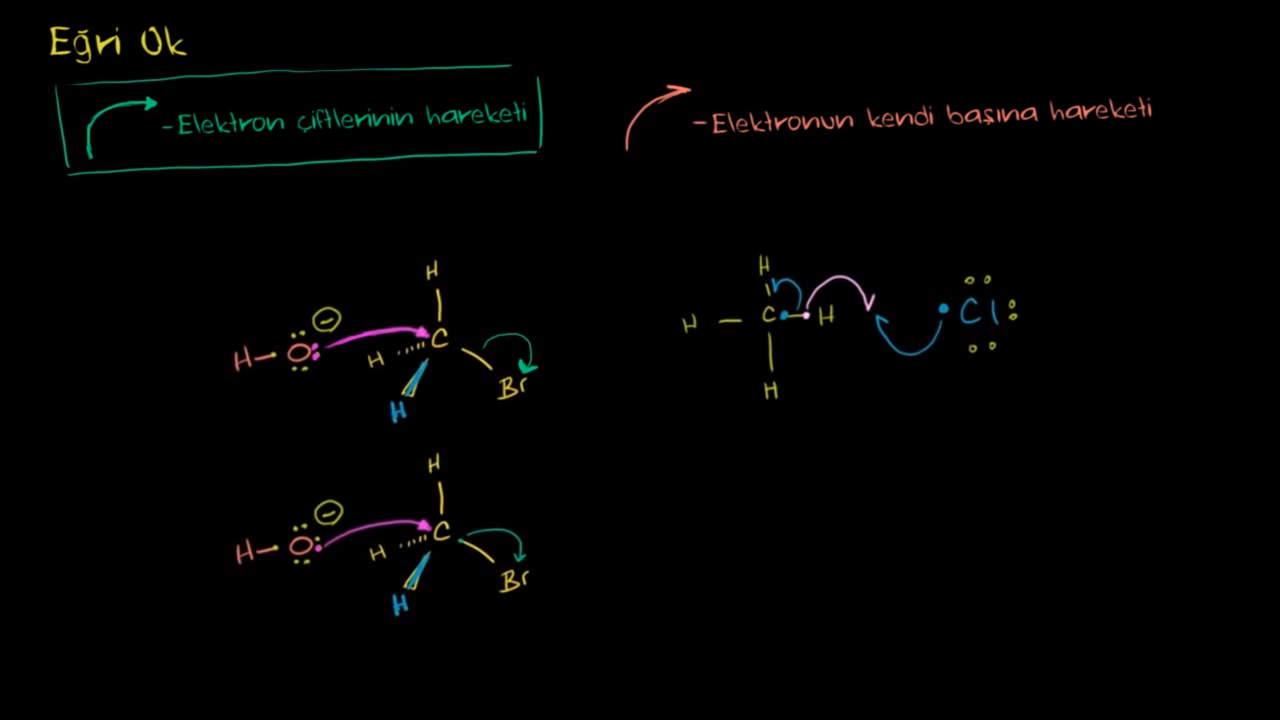 Eğri Ok
-Elektron çiftlerinin hareketi
-Elektronun kendi başına hareketi
H
H-O
-
C
H
H
Br
H
H
C
H
H
Cl
H
H-O
-
C
H
H
Br